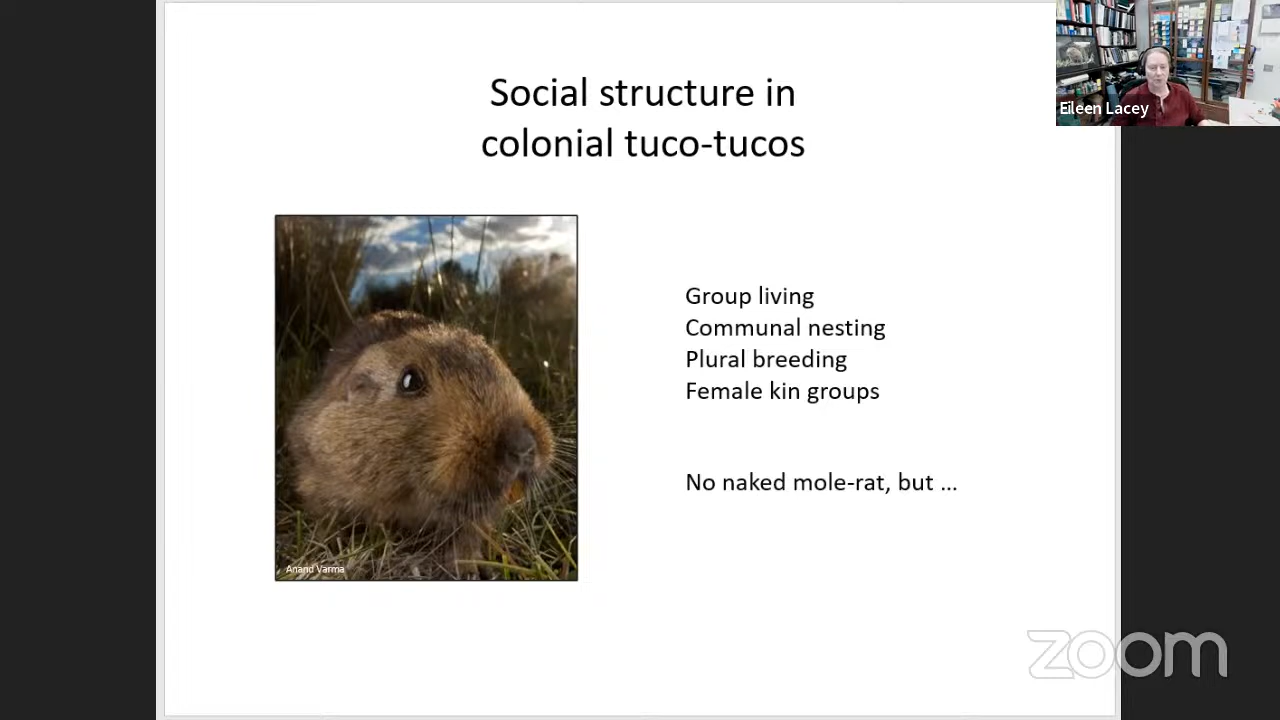 Social structure in
colonial tuco-tucos
Eileen Lacey
Group living
Communal nesting
Plural breeding
Female kin groups
No naked mole-rat, but ...
Anand Varma
zoom